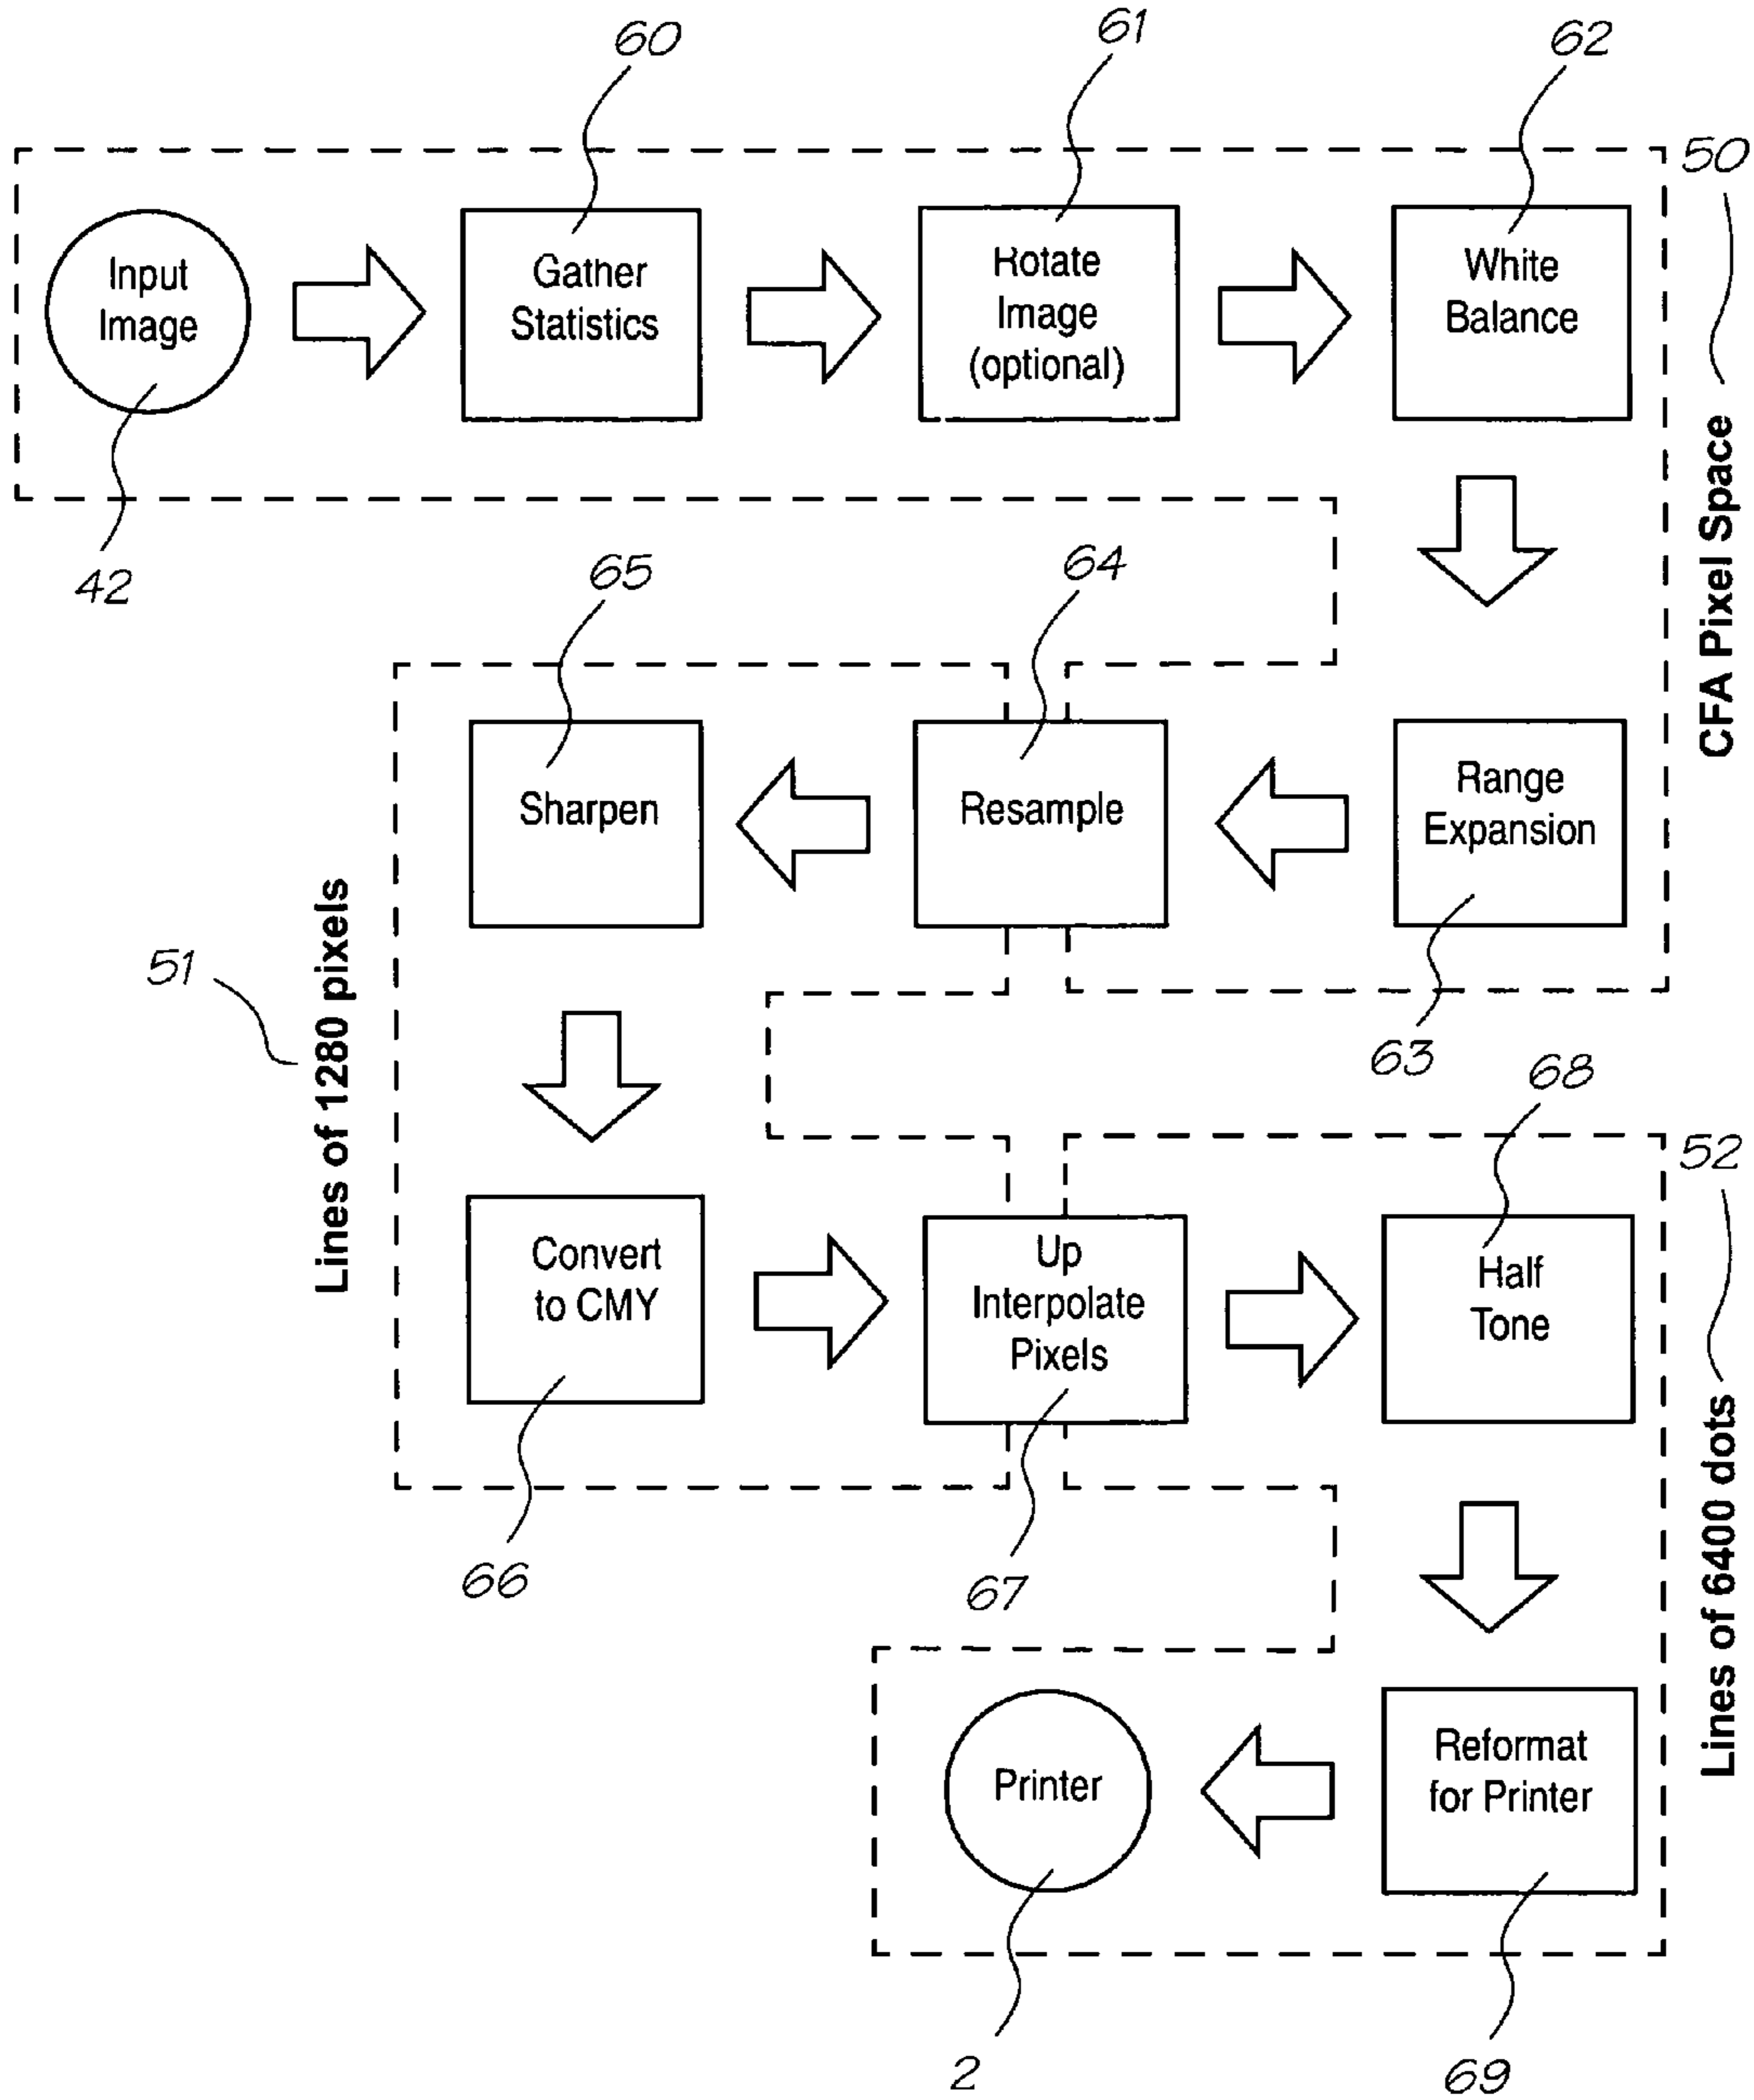 60
61
62
50
Input
Image
Gather
Statistics
Rotate
Image
(optional)
White
Balance
42
CFA Pixel Space
65
64
Sharpen
Resample
Range
Expansion
51
Lines of 1280 pixels
63
68
52
Convert
to CMY
Up
Interpolate
Pixels
Half
Tone
66
67
Lines of 6400 dots
Printer
Reformat
for Printer
2
69